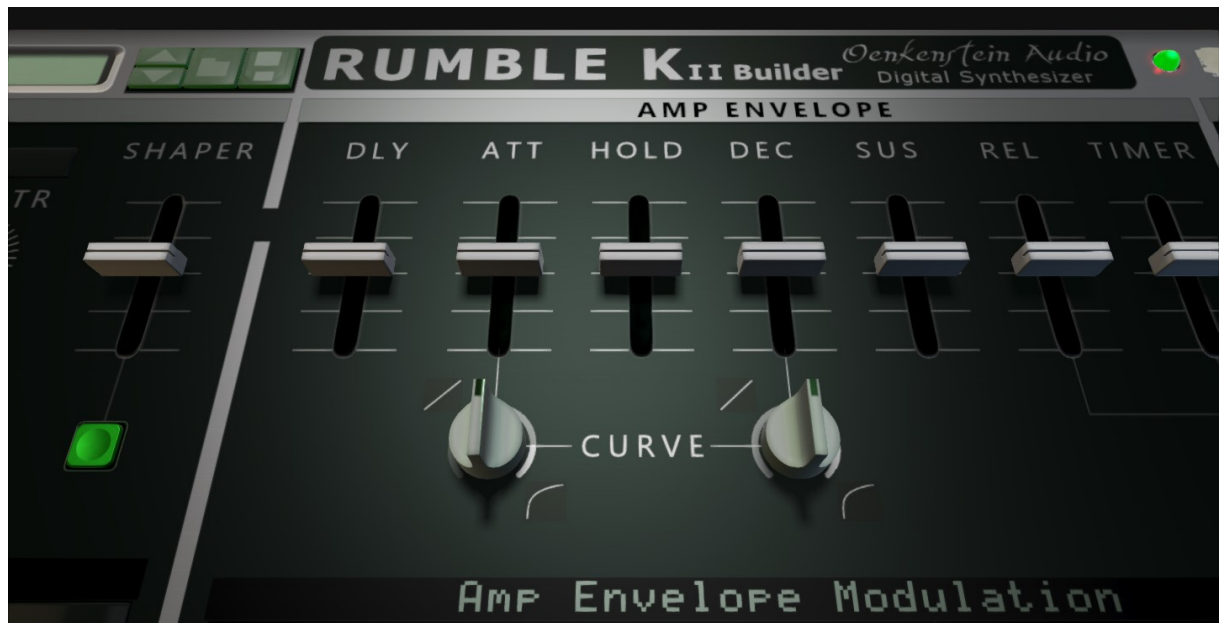 RUMBLE KII Builder Oenkenstein Audio
Digital Synthesizer
AMP ENVELOPE
SHAPER DLY ATT HOLD DEC SUS REL TIMER
TR
CURVE
Amp Envelope Modulation